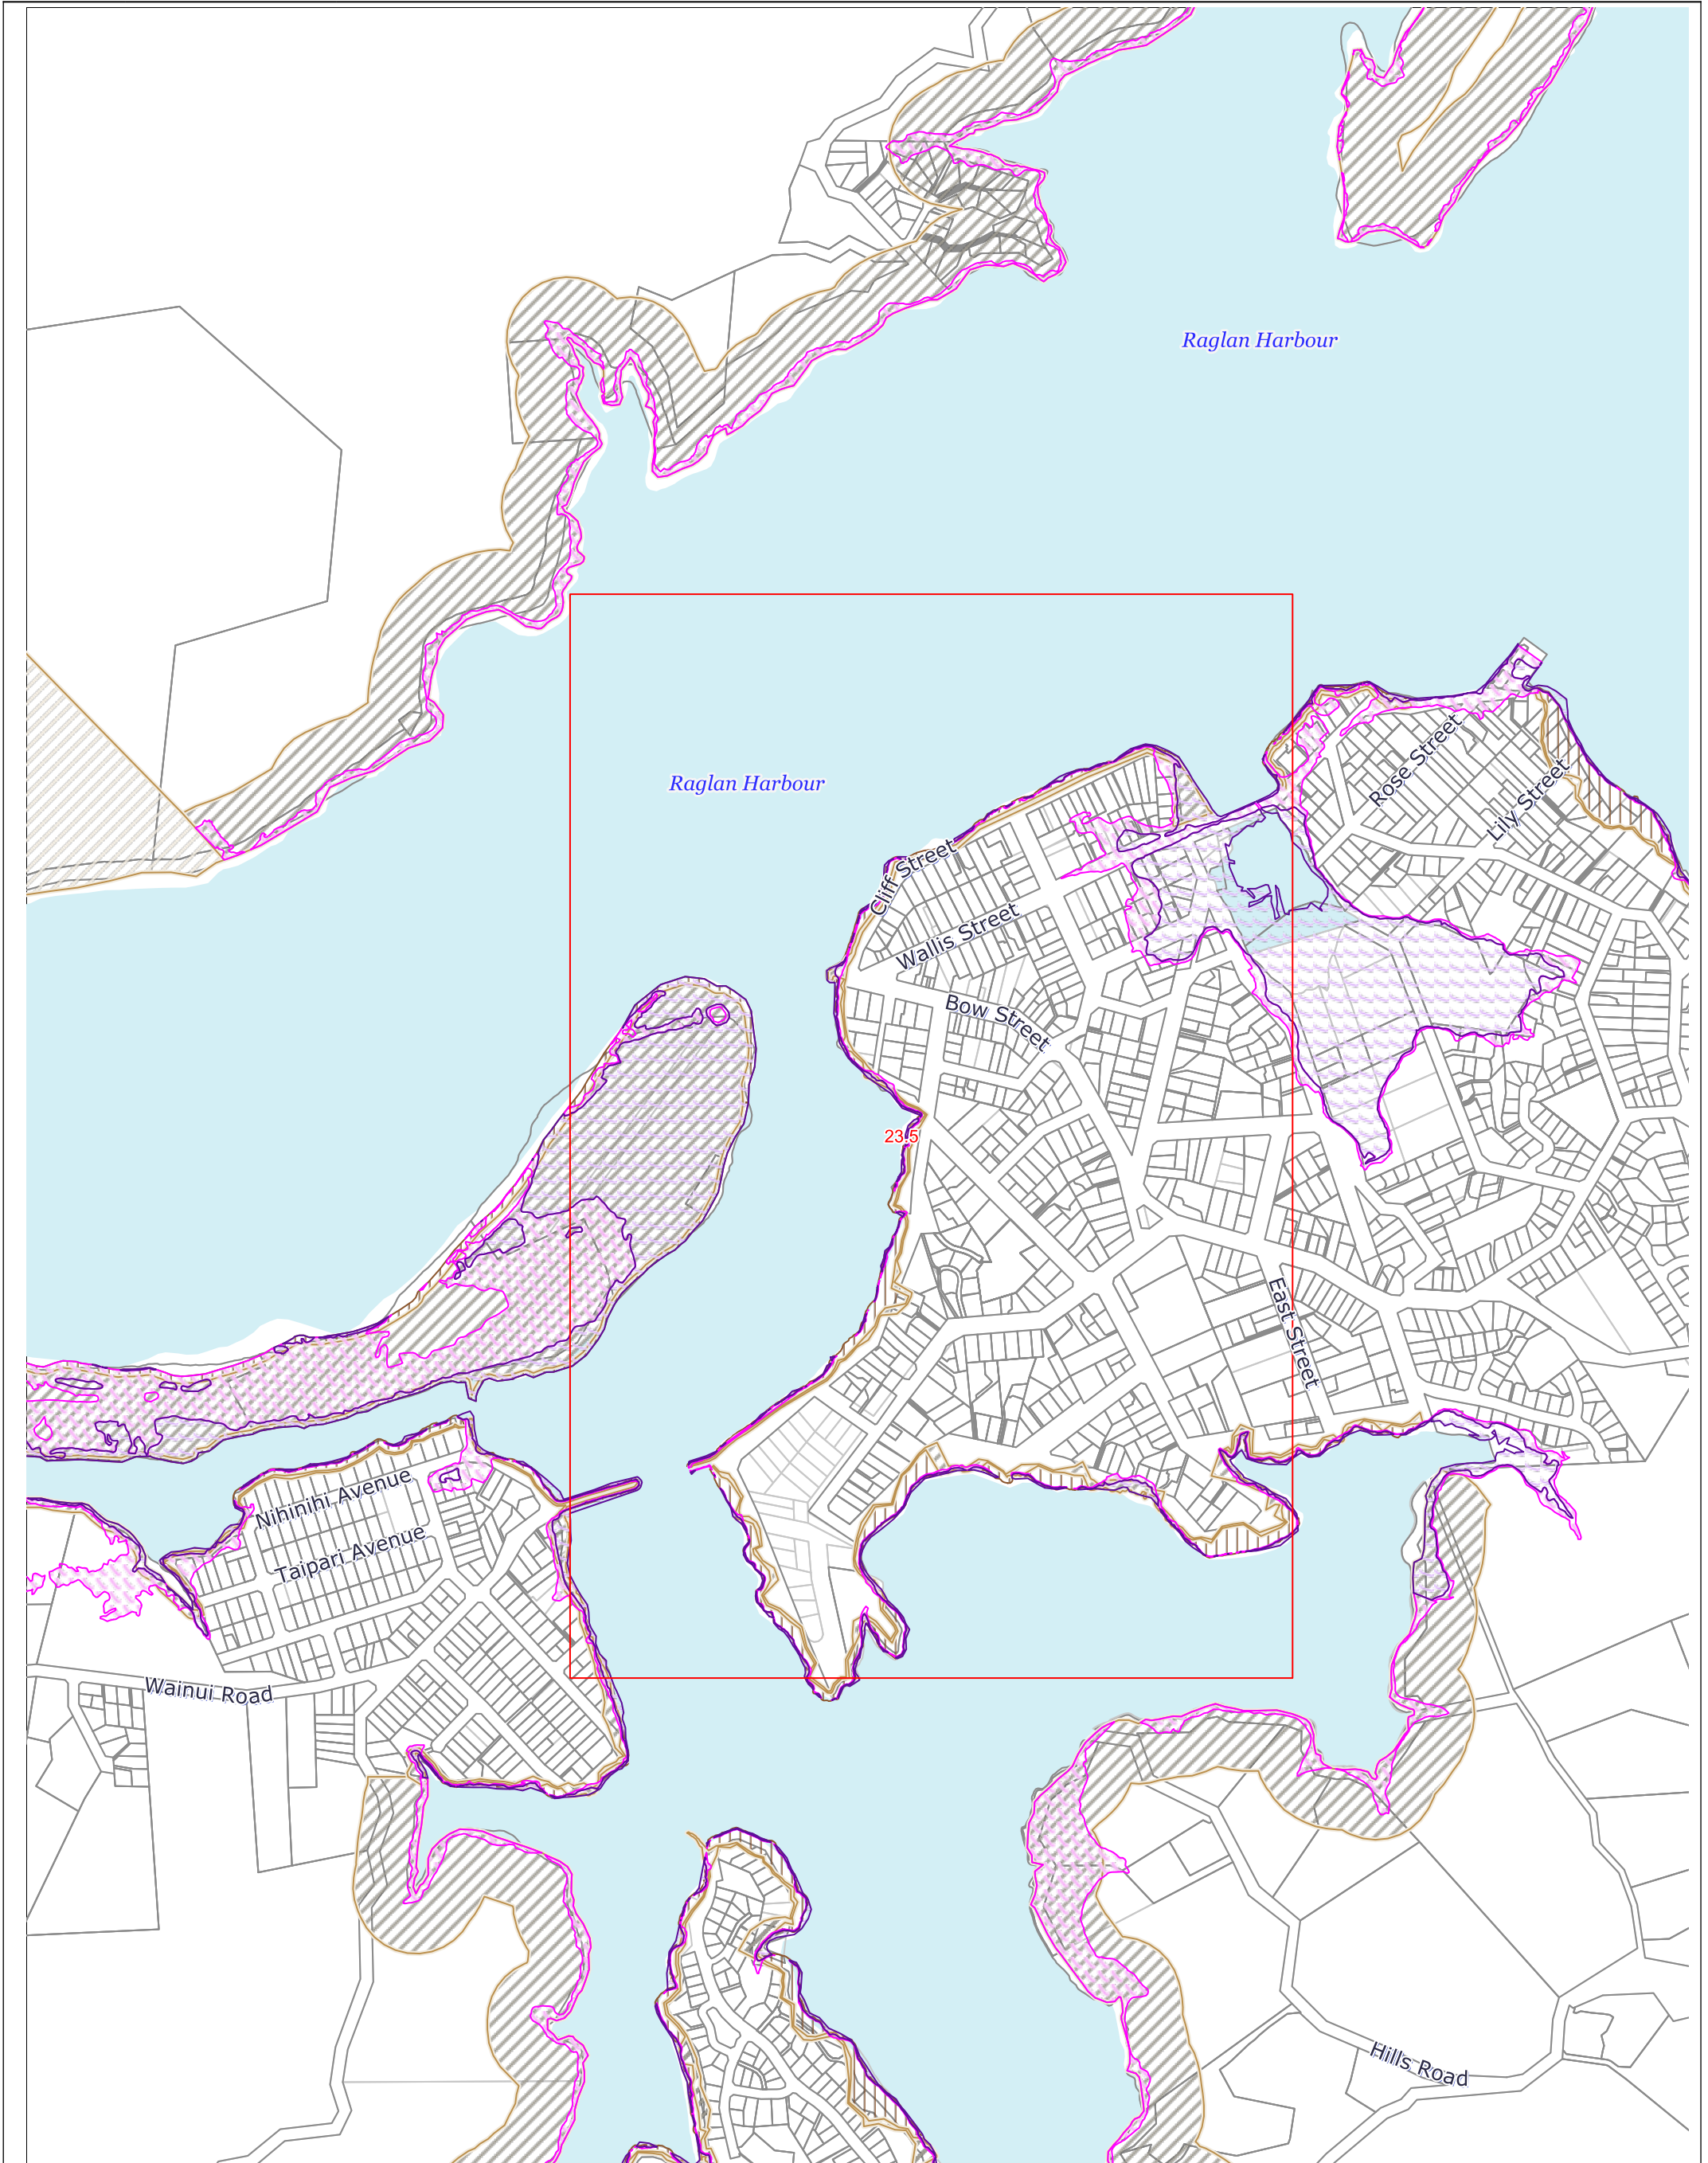 Raglan Harbour
Rose Street
Lily Street
Raglan Harbour
Cliff Street
Wallis Street
Bow Street
23.5
East Street
Nihinihi Avenue
Taipari Avenue
Wainui Road
Hills Road